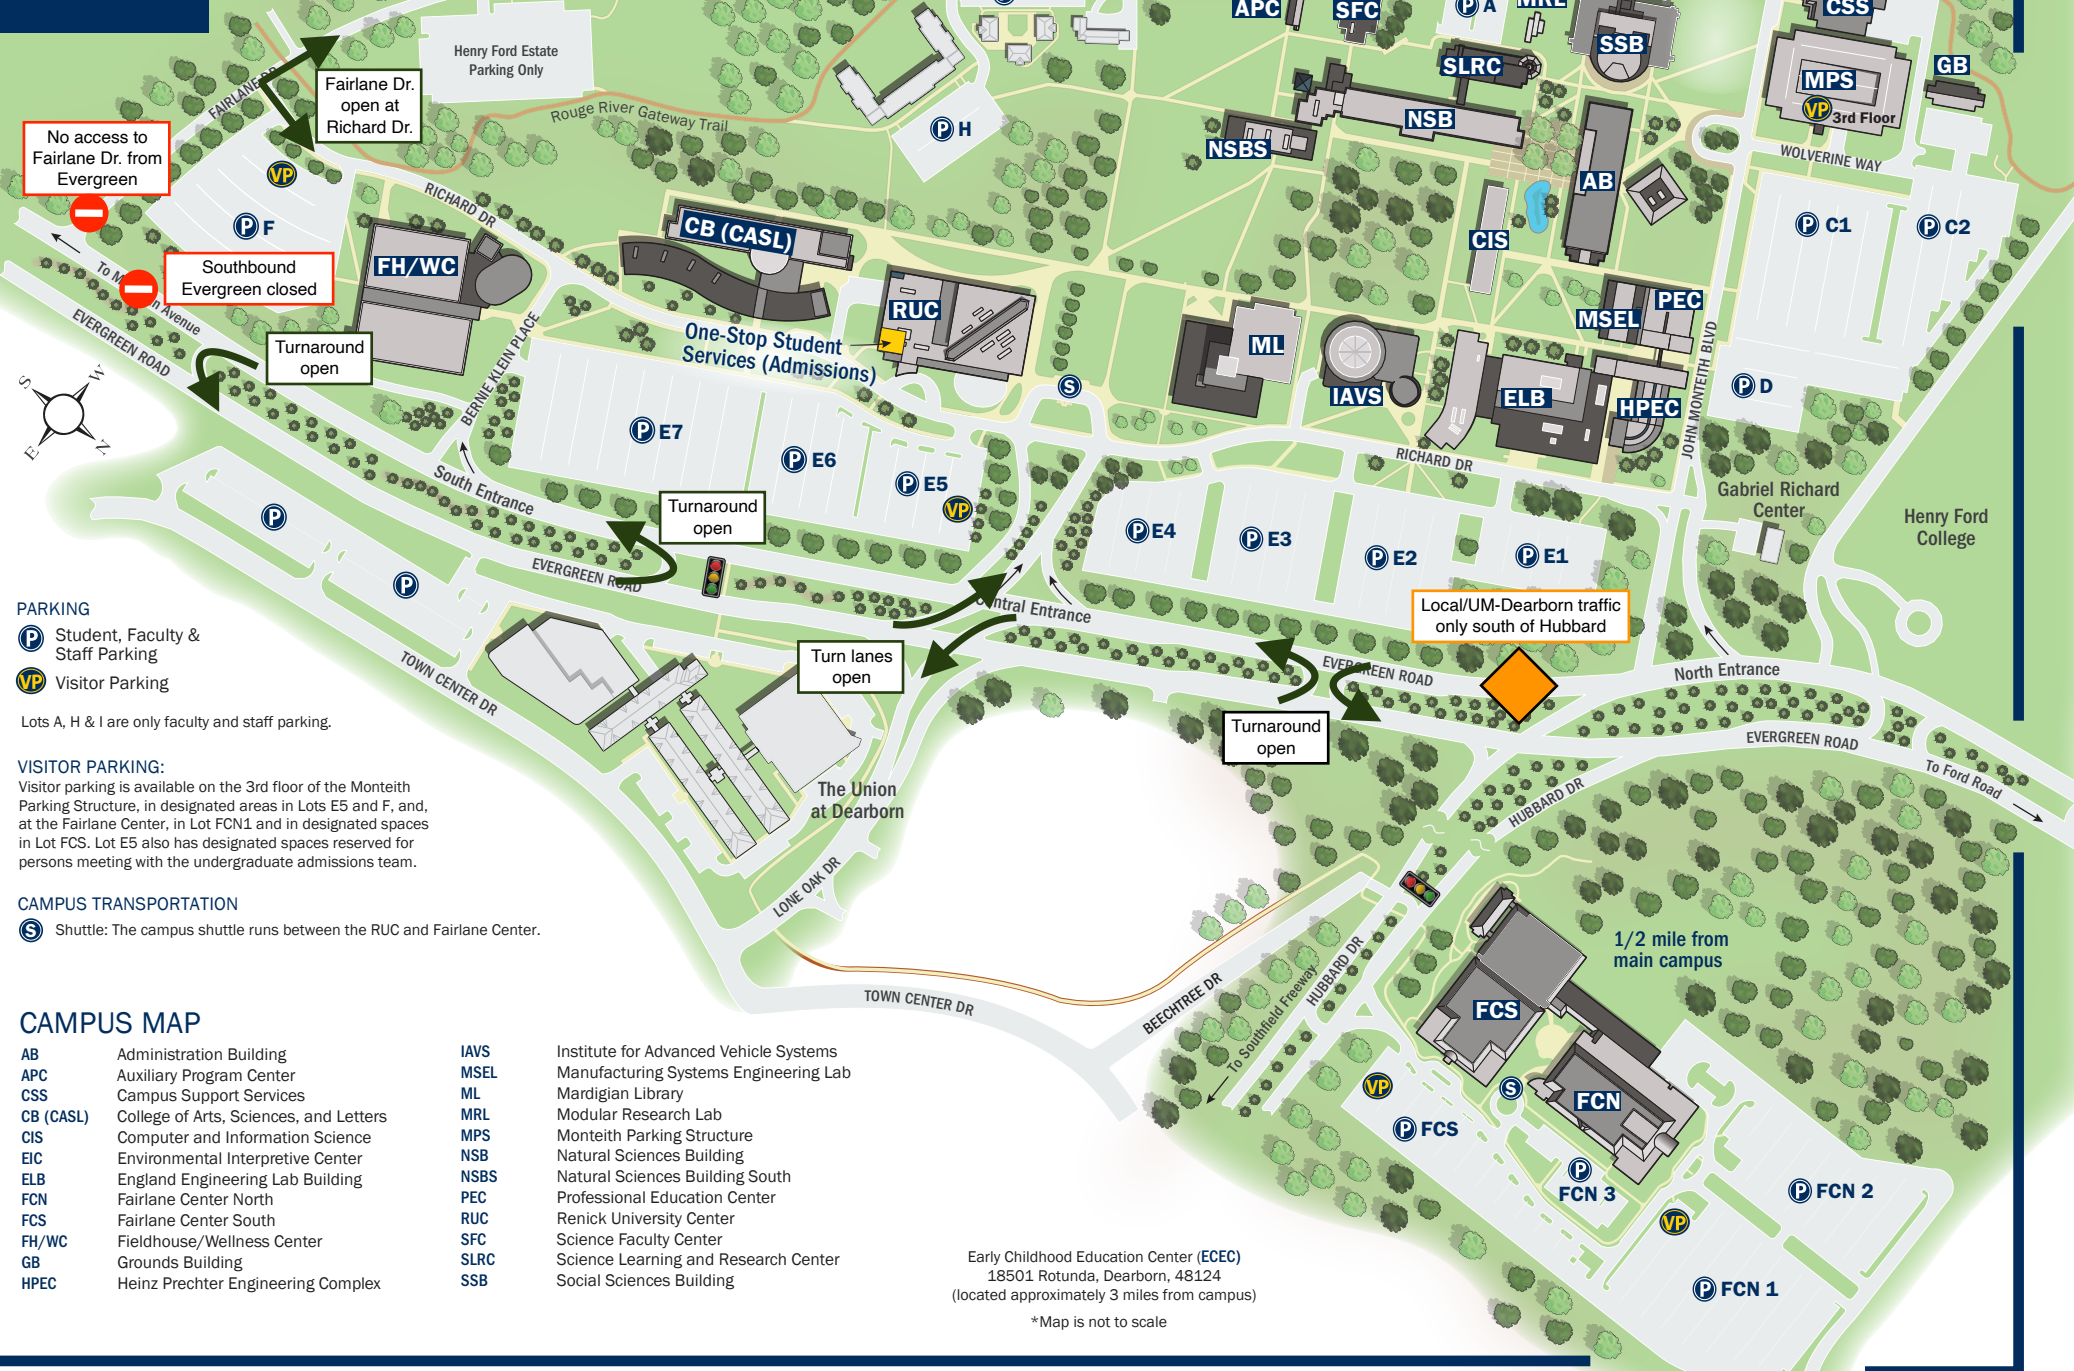 APC
SFC
P A
MRL
CSS
SSB
Henry Ford Estate
Parking Only
SLRC
MPS
VP
3rd Floor
GB
FAIRLANE DR
Fairlane Dr.
open at
Richard Dr.
Rouge River Gateway Trail
P H
NSB
NSBS
WOLVERINE WAY
No access to
Fairlane Dr. from
Evergreen
VP
P F
RICHARD DR
AB
P C1
P C2
CB (CASL)
CIS
FH/WC
Southbound
Evergreen closed
To Avenue
EVERGREEN ROAD
Turnaround
open
S
W
E
N
BERNIE KLEIN PLACE
RUC
One-Stop Student
Services (Admissions)
S
ML
IAVS
ELB
PEC
MSEL
HPEC
JOHN MONTEITH BLVD
P D
P E7
P E6
P E5
VP
RICHARD DR
South Entrance
Turnaround
open
Gabriel Richard
Center
Henry Ford
College
P
P
P E4
P E3
P E2
P E1
EVERGREEN ROAD
Central Entrance
Local/UM-Dearborn traffic
only south of Hubbard
Turn lanes
open
EVERGREEN ROAD
North Entrance
Turnaround
open
EVERGREEN ROAD
To Ford Road
HUBBARD DR
TOWN CENTER DR
The Union
at Dearborn
LONE OAK DR
TOWN CENTER DR
BEECHTREE DR
To Southfield Freeway
HUBBARD DR
1/2 mile from
main campus
FCS
FCN
S
VP
P FCS
P
FCN 3
VP
P FCN 2
P FCN 1
PARKING
P Student, Faculty &
Staff Parking
VP Visitor Parking
Lots A, H & I are only faculty and staff parking.
VISITOR PARKING:
Visitor parking is available on the 3rd floor of the Monteith
Parking Structure, in designated areas in Lots E5 and F, and,
at the Fairlane Center, in Lot FCN1 and in designated spaces
in Lot FCS. Lot E5 also has designated spaces reserved for
persons meeting with the undergraduate admissions team.
CAMPUS TRANSPORTATION
S Shuttle: The campus shuttle runs between the RUC and Fairlane Center.
CAMPUS MAP
AB Administration Building
APC Auxiliary Program Center
CSS Campus Support Services
CB (CASL) College of Arts, Sciences, and Letters
CIS Computer and Information Science
EIC Environmental Interpretive Center
ELB England Engineering Lab Building
FCN Fairlane Center North
FCS Fairlane Center South
FH/WC Fieldhouse/Wellness Center
GB Grounds Building
HPEC Heinz Prechter Engineering Complex
IAVS Institute for Advanced Vehicle Systems
MSEL Manufacturing Systems Engineering Lab
ML Mardigian Library
MRL Modular Research Lab
MPS Monteith Parking Structure
NSB Natural Sciences Building
NSBS Natural Sciences Building South
PEC Professional Education Center
RUC Renick University Center
SFC Science Faculty Center
SLRC Science Learning and Research Center
SSB Social Sciences Building
Early Childhood Education Center (ECEC)
18501 Rotunda, Dearborn, 48124
(located approximately 3 miles from campus)
*Map is not to scale